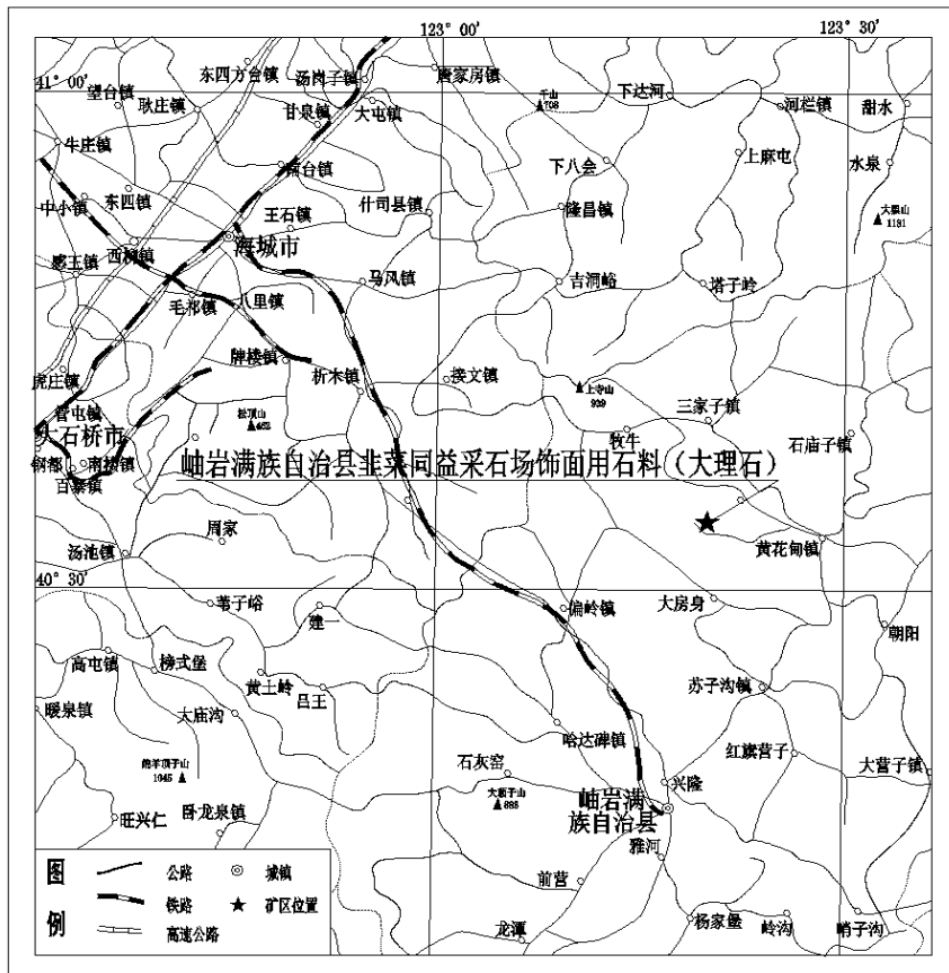 123° 00′
123° 30′
41° 00′
东四方台镇
汤岗子镇
唐家房镇
望台镇
耿庄镇
甘泉镇
大屯镇
千山
708
下达河
河栏镇
甜水
牛庄镇
南台镇
下八会
上麻屯
水泉
中小镇
东四镇
王石镇
什司县镇
隆昌镇
大黑山
1181
海城市
西柳镇
感王镇
毛祁镇
八里镇
马风镇
吉洞峪
塔子岭
虎庄镇
牌楼镇
析木镇
接文镇
上寺山
939
三家子镇
官屯镇
松顶山
462
牧牛
石庙子镇
大石桥市
南楼镇
百寨镇
岫岩满族自治县韭菜同益采石场饰面用石料（大理石）
汤池镇
周家
黄花甸镇
40° 30′
苇子峪
建一
偏岭镇
大房身
朝阳
高屯镇
榜式堡
黄土岭
吕王
苏子沟镇
暖泉镇
大庙沟
哈达碑镇
红旗营子
石灰窑
大营子镇
1045
兴隆
岫岩满
族自治县
旺兴仁
卧龙泉镇
雅河
前营
龙潭
杨家堡
岭沟
哨子沟
图
例
公路
城镇
铁路
矿区位置
高速公路